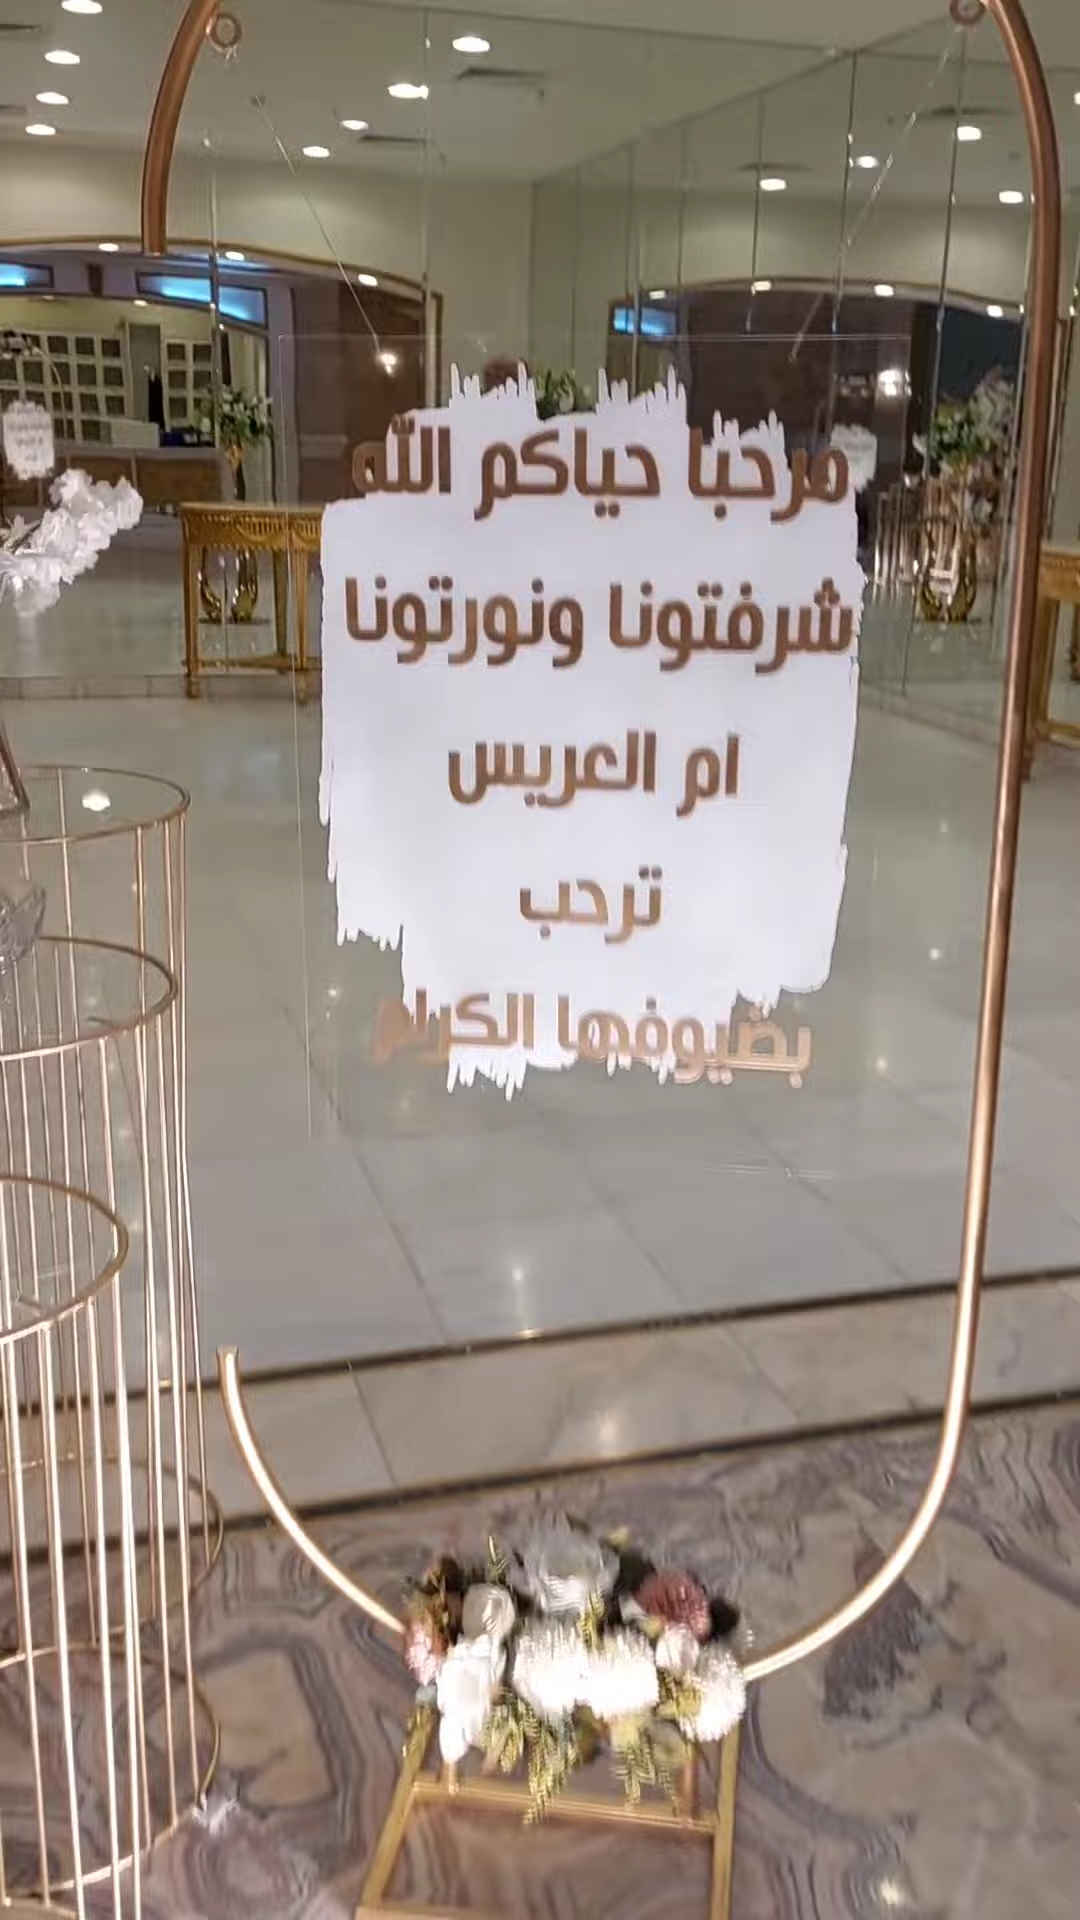 مرحبا حياكم الله
شرفتونا ونورتونا
ام العريس
ترحب
بضيوفها الكرام